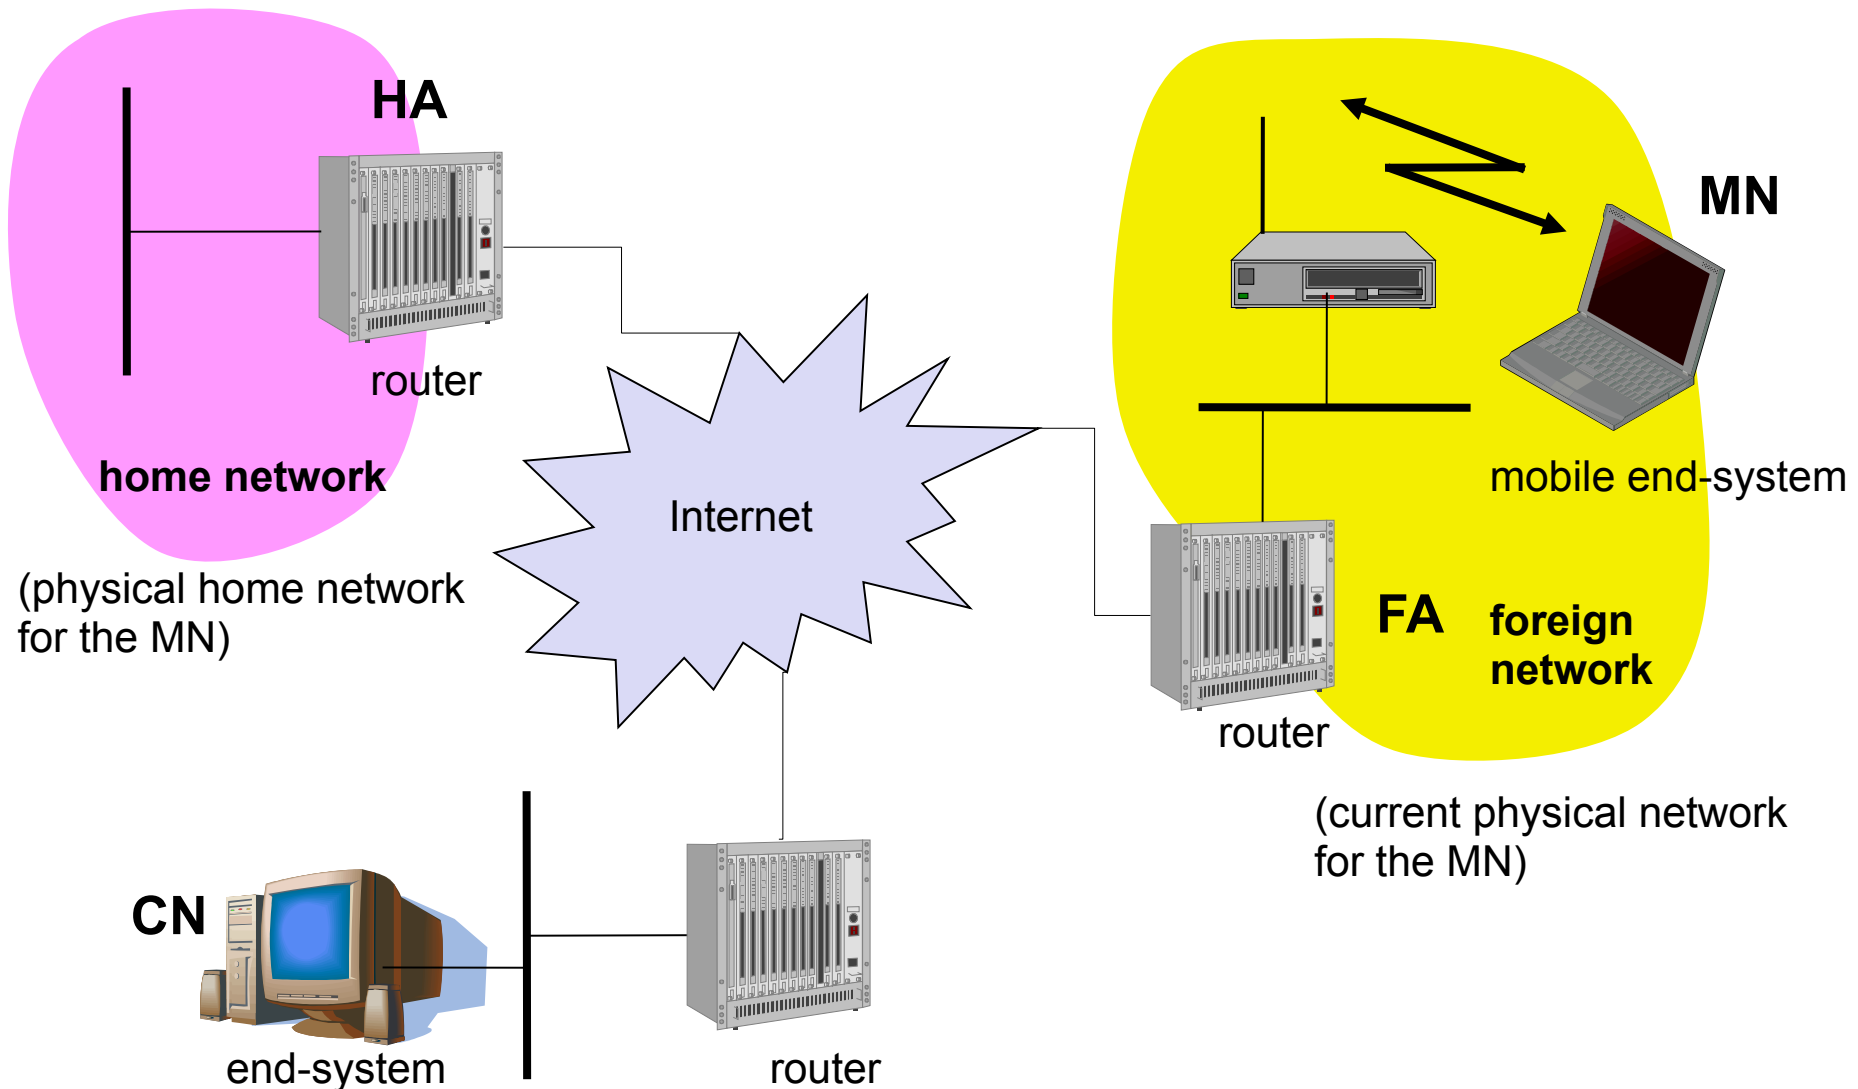 HA
router
home network
(physical home network
for the MN)
Internet
MN
mobile end-system
FA
foreign
network
router
(current physical network
for the MN)
CN
end-system
router